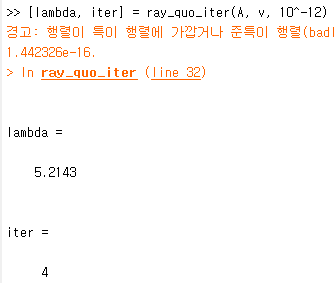 >> [lambda, iter] = ray_quo_iter(A, v, 10^-12)
경고: 행렬이 특이 행렬에 가깝거나 준특이 행렬(badl
1.442326e-16.
> In ray_quo_iter (line 32)
lambda =
5.2143
iter =
4